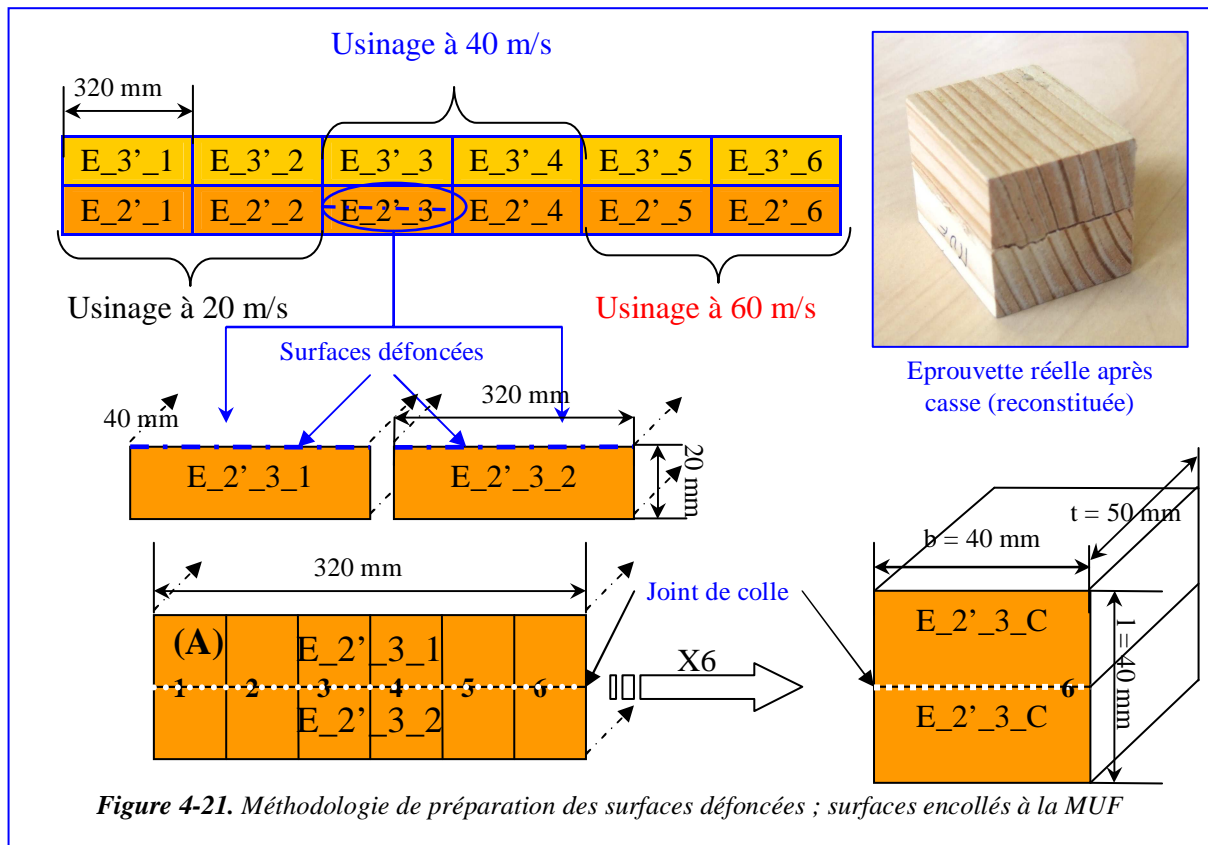 Usinage à 40 m/s
320 mm
E_3’_1 E_3’_2 E_3’_3 E_3’_4 E_3’_5 E_3’_6
E_2’_1 E_2’_2 E_2’_3 E_2’_4 E_2’_5 E_2’_6
Usinage à 20 m/s
Usinage à 60 m/s
Eprouvette réelle après
casse (reconstituée)
Surfaces défoncées
40 mm
320 mm
E_2’_3_1
E_2’_3_2
20 mm
320 mm
(A)
E_2’_3_1
1 2 3 4 5 6
E_2’_3_2
Joint de colle
X6
t = 50 mm
b = 40 mm
E_2’_3_C
6
E_2’_3_C
l = 40 mm
Figure 4-21. Méthodologie de préparation des surfaces défoncées ; surfaces encollés à la MUF